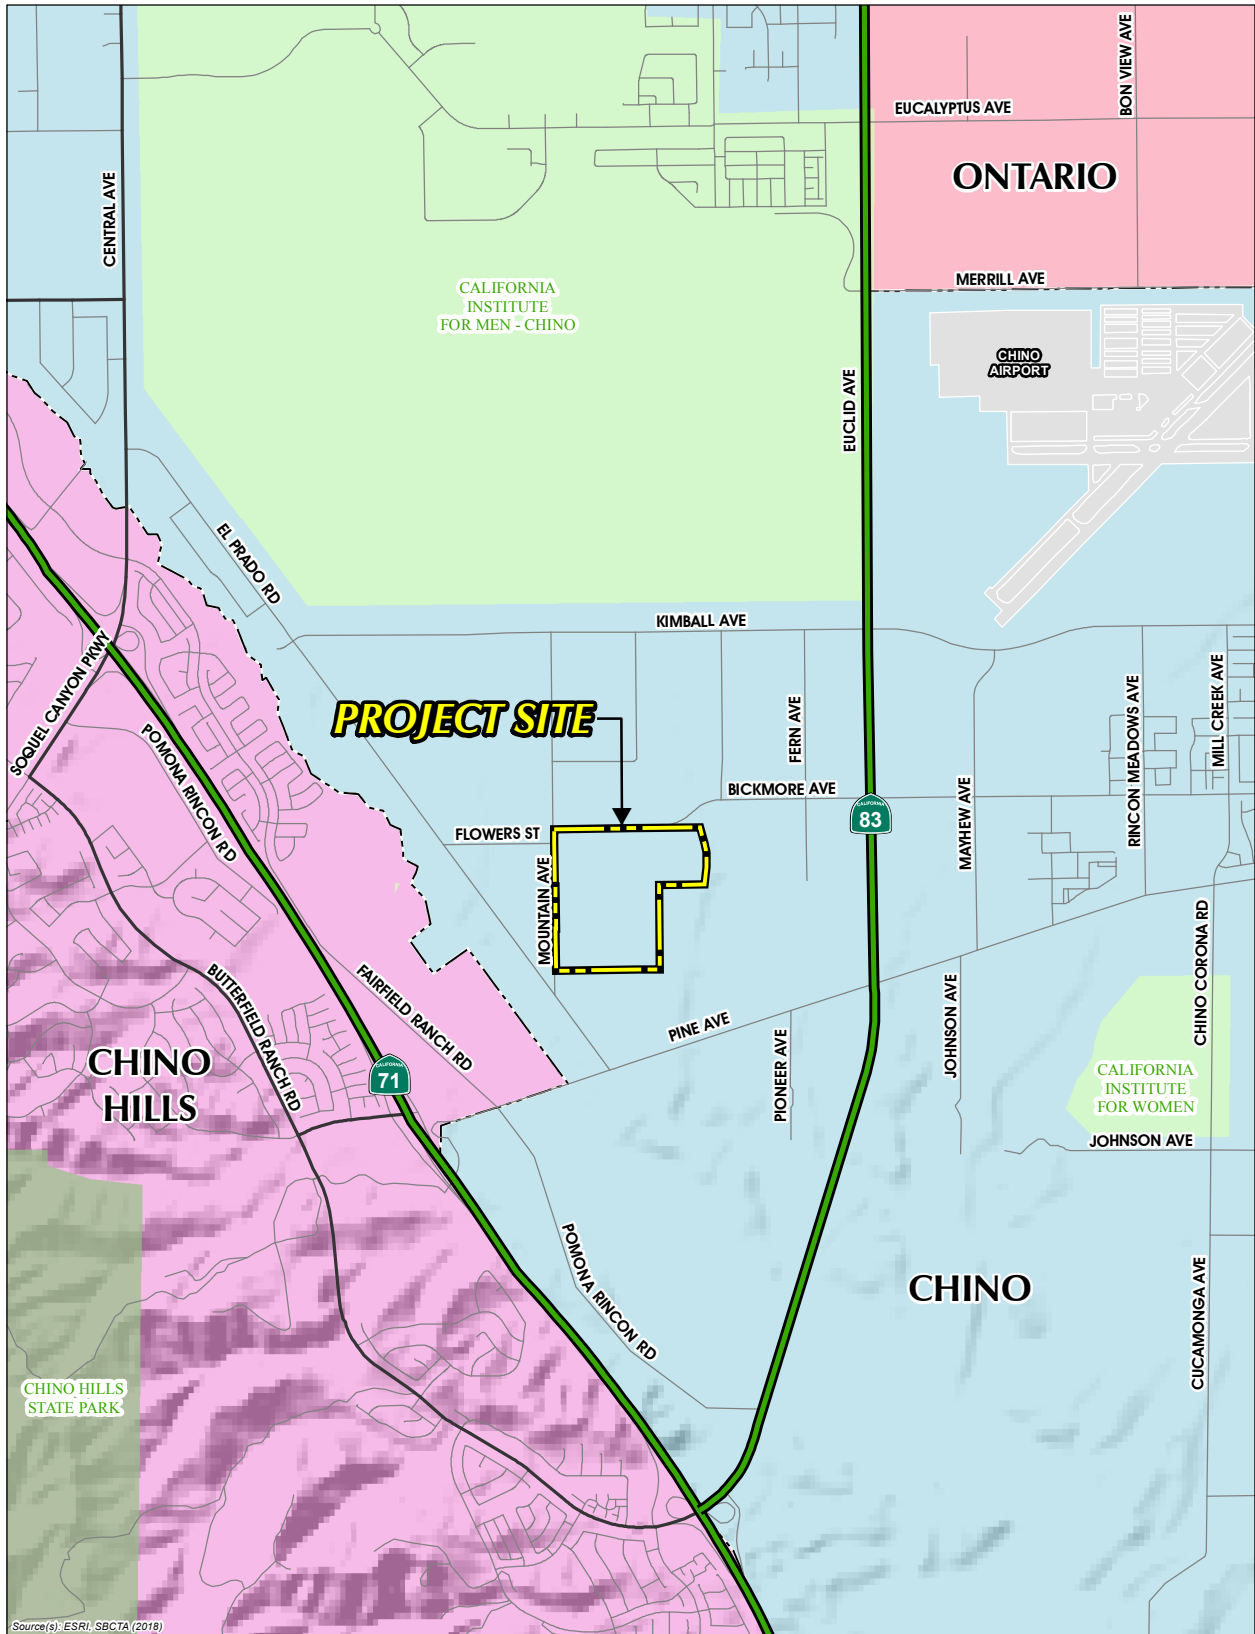 BON VIEW AVE
EUCALYPTUS AVE
ONTARIO
CENTRAL AVE
MERRILL AVE
CALIFORNIA
INSTITUTE
FOR MEN - CHINO
CHINO
AIRPORT
EUCLID AVE
EL PRADO RD
KIMBALL AVE
SOQUEL CANYON PKWY
PROJECT SITE
POMONA RINCON RD
FERN AVE
RINCON MEADOWS AVE
MILL CREEK AVE
BICKMORE AVE
MAYHEW AVE
CALIFORNIA
83
FLOWERS ST
MOUNTAIN AVE
CHINO CORONA RD
BUTTERFIELD RANCH RD
FAIRFIELD RANCH RD
PINE AVE
JOHNSON AVE
PIONEER AVE
CHINO
HILLS
CALIFORNIA
71
CALIFORNIA
INSTITUTE
FOR WOMEN
JOHNSON AVE
POMONA RINCON RD
CHINO
CUCAMONGA AVE
CHINO HILLS
STATE PARK
Source(s): ESRI, SBCTA (2018)